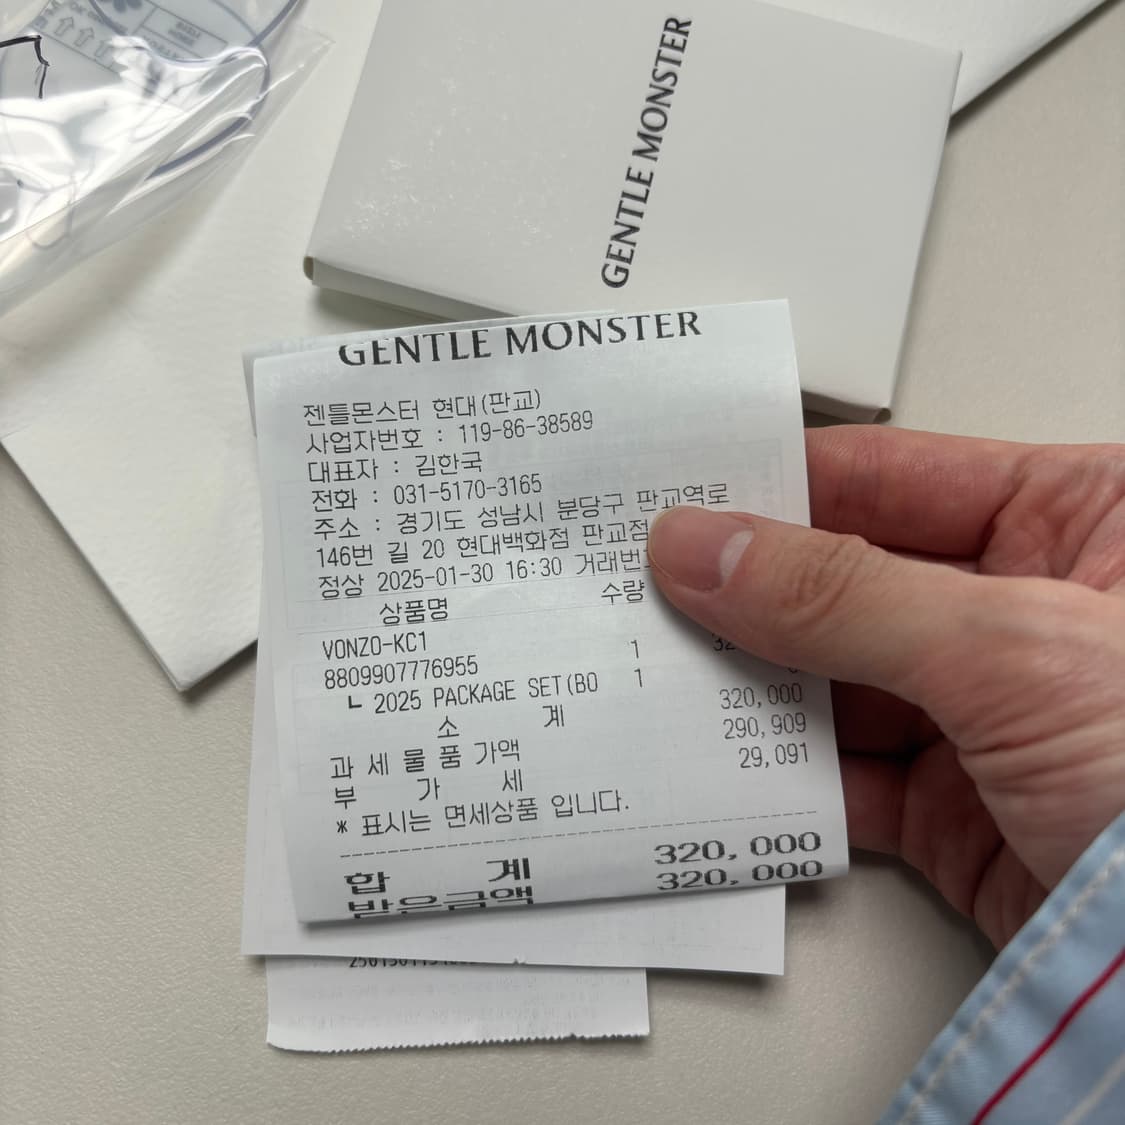 GENTLE MONSTER
GENTLE MONSTER
젠틀몬스터 현대(판교)
사업자번호 : 119-86-38589
대표자 : 김한국
전화 : 031-5170-3165
주소 : 경기도 성남시 분당구 판교역로
146번 길 20 현대백화점 판교점
정상 2025-01-30 16:30 거래번
상품명 수량
VONZO-KC1
8809907776955 1
┗ 2025 PACKAGE SET(BO 1
소 계 320,000
과 세 물 품 가액 290,909
부 가 세 29,091
* 표시는 면세상품 입니다.
합 계 320,000
받은금액 320,000